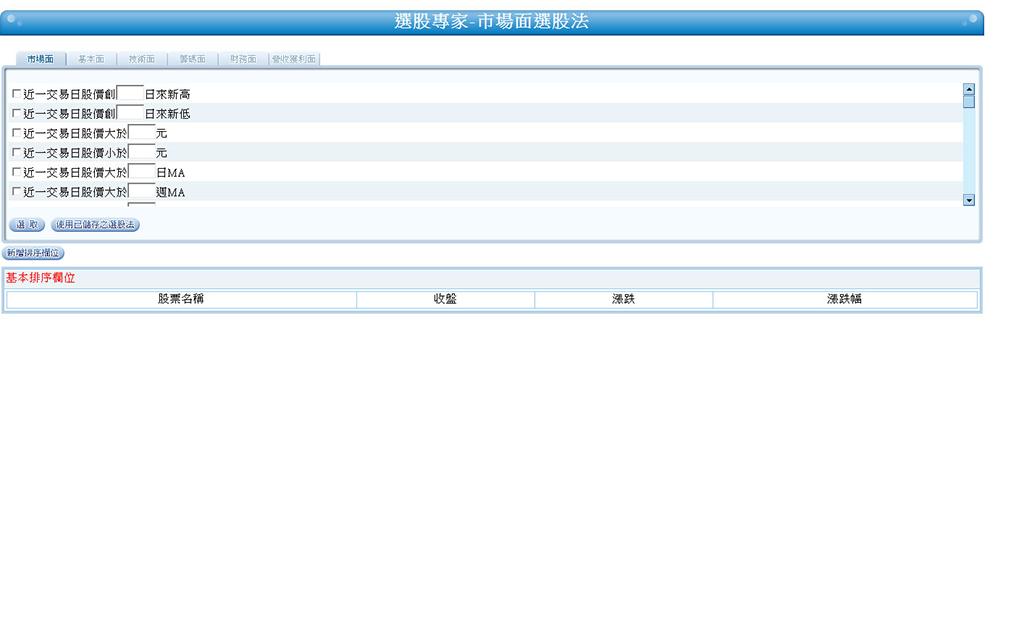 選股專家-市場面選股法
市場面 基本面 技術面 籌碼面 財務面 營收獲利面
近一交易日股價創 日來新高
近一交易日股價創 日來新低
近一交易日股價大於 元
近一交易日股價小於 元
近一交易日股價大於 日MA
近一交易日股價大於 週MA
選 取 使用已儲存之選股法
新增排序欄位
基本排序欄位
股票名稱 收盤 漲跌 漲跌幅